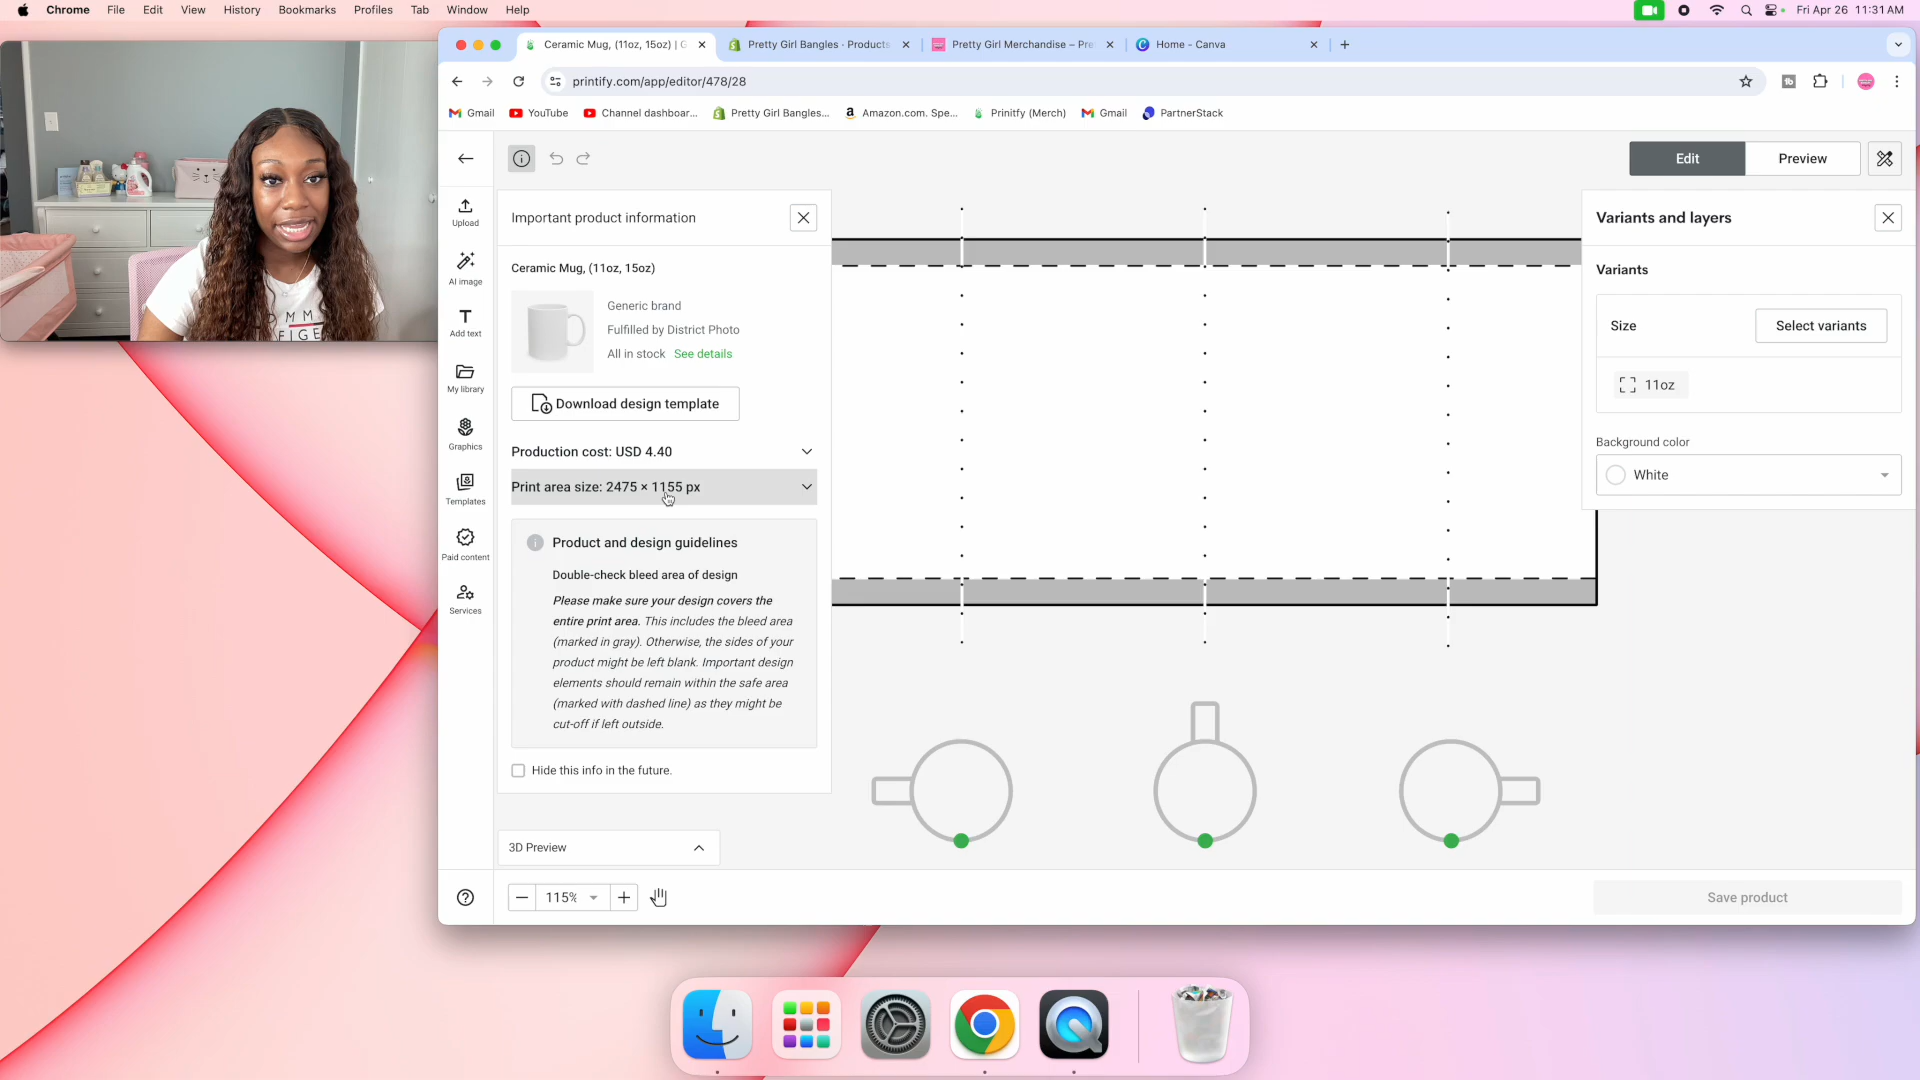 Chrome File Edit View History Bookmarks Profiles Tab Window Help Fri Apr 26 11:31 AM
Ceramic Mug, (11oz, 15oz) | G
Pretty Girl Bangles · Products
Pretty Girl Merchandise – Pre
Home - Canva
printify.com/app/editor/478/28
Gmail YouTube Channel dashboar... Pretty Girl Bangles... Amazon.com. Spe... Prinitfy (Merch) Gmail PartnerStack
Edit
Preview
Upload
AI image
Add text
My library
Graphics
Templates
Paid content
Services
Important product information
Ceramic Mug, (11oz, 15oz)
Generic brand
Fulfilled by District Photo
All in stock See details
Download design template
Production cost: USD 4.40
Print area size: 2475 × 1155 px
Product and design guidelines
Double-check bleed area of design
Please make sure your design covers the
entire print area. This includes the bleed area
(marked in gray). Otherwise, the sides of your
product might be left blank. Important design
elements should remain within the safe area
(marked with dashed line) as they might be
cut-off if left outside.
Hide this info in the future.
3D Preview
115%
Variants and layers
Variants
Size
Select variants
11oz
Background color
White
Save product